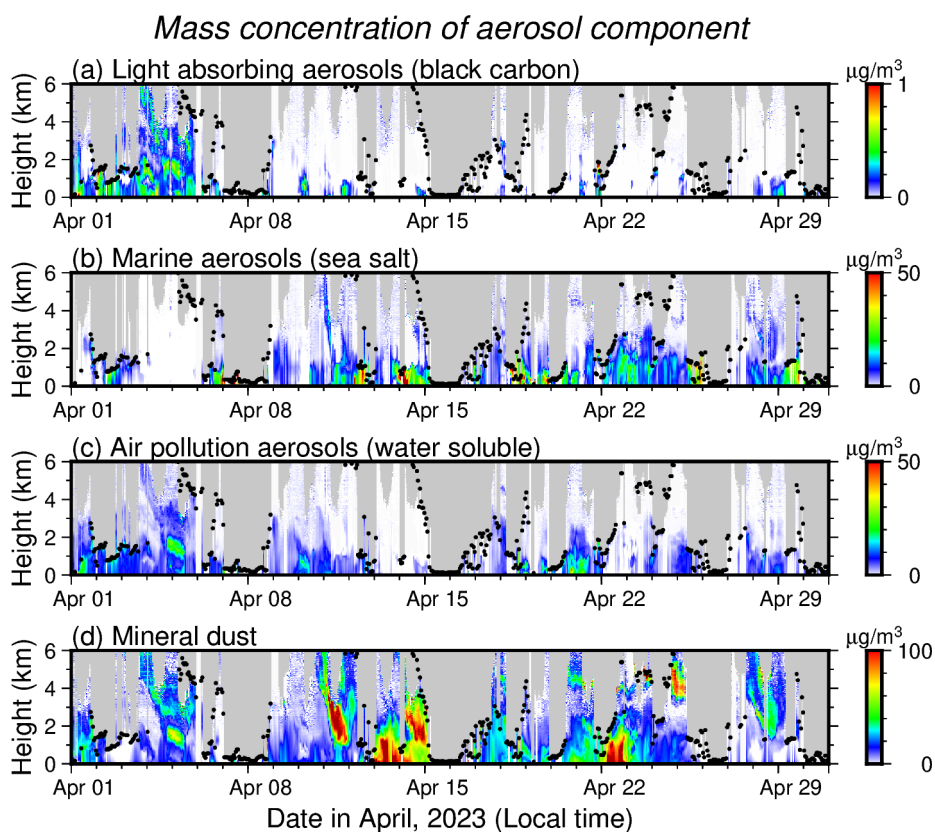 Mass concentration of aerosol component
(a) Light absorbing aerosols (black carbon)
µg/m3
Height (km)
6
4
2
0
1
0
Apr 01 Apr 08 Apr 15 Apr 22 Apr 29
(b) Marine aerosols (sea salt)
µg/m3
Height (km)
6
4
2
0
50
0
Apr 01 Apr 08 Apr 15 Apr 22 Apr 29
(c) Air pollution aerosols (water soluble)
µg/m3
Height (km)
6
4
2
0
50
0
Apr 01 Apr 08 Apr 15 Apr 22 Apr 29
(d) Mineral dust
µg/m3
Height (km)
6
4
2
0
100
0
Apr 01 Apr 08 Apr 15 Apr 22 Apr 29
Date in April, 2023 (Local time)